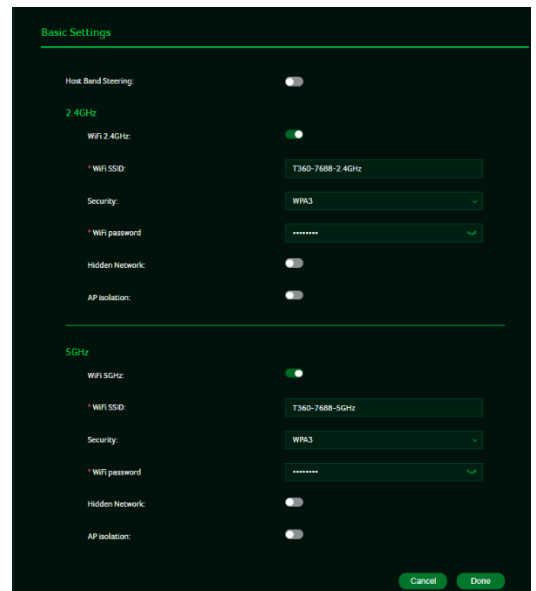 Basic Settings
Host Band Steering:
2.4GHz
WiFi 2.4GHz:
* WiFi SSID: T360-7688-2.4GHz
Security: WPA3
* WiFi password ••••••••
Hidden Network:
AP isolation:
5GHz
WiFi 5GHz:
* WiFi SSID: T360-7688-5GHz
Security: WPA3
* WiFi password ••••••••
Hidden Network:
AP isolation:
Cancel Done